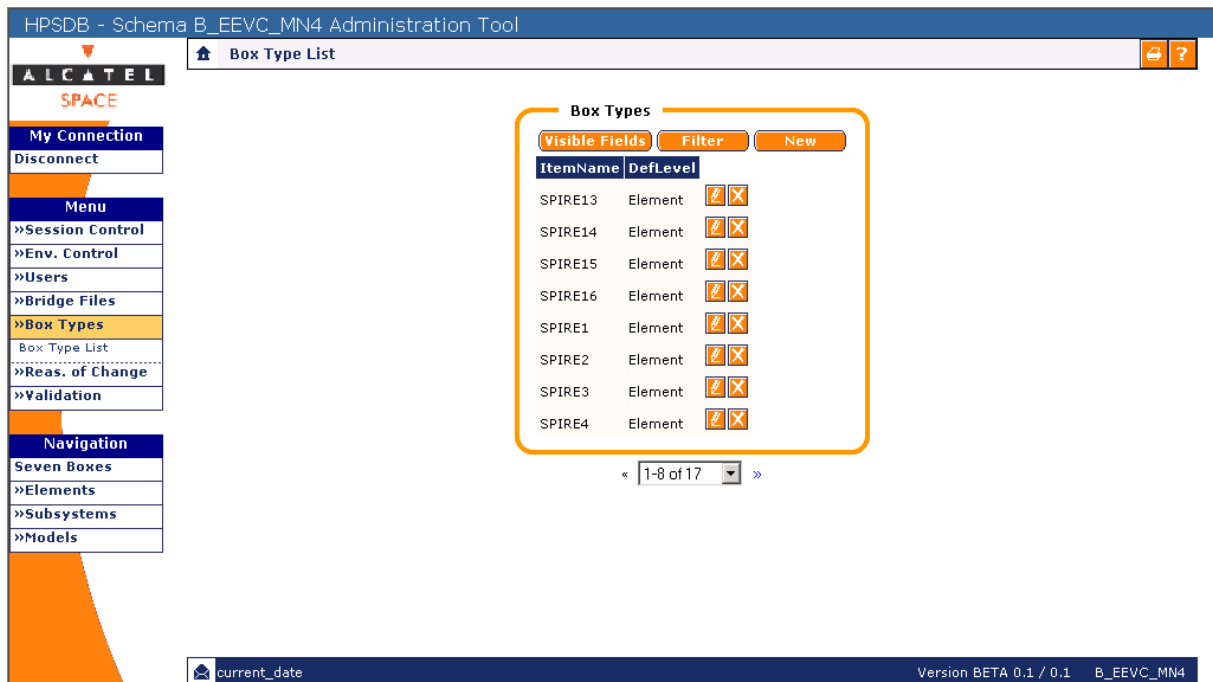 HPSDB - Schema B_EEVC_MN4 Administration Tool
ALCATEL
SPACE
Box Type List
?
My Connection
Disconnect
Menu
»Session Control
»Env. Control
»Users
»Bridge Files
»Box Types
Box Type List
»Reas. of Change
»Validation
Navigation
Seven Boxes
»Elements
»Subsystems
»Models
Box Types
Visible Fields Filter New
ItemName DefLevel
SPIRE13 Element
SPIRE14 Element
SPIRE15 Element
SPIRE16 Element
SPIRE1 Element
SPIRE2 Element
SPIRE3 Element
SPIRE4 Element
« 1-8 of 17 »
current_date Version BETA 0.1 / 0.1 B_EEVC_MN4